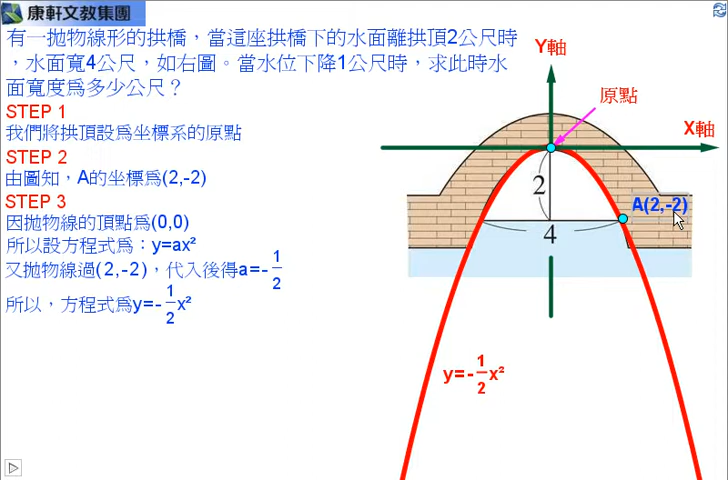 康軒文教集團
有一拋物線形的拱橋，當這座拱橋下的水面離拱頂2公尺時
，水面寬4公尺，如右圖。當水位下降1公尺時，求此時水
面寬度為多少公尺？
STEP 1
我們將拱頂設為坐標系的原點
STEP 2
由圖知，A的坐標為(2,-2)
STEP 3
因拋物線的頂點為(0,0)
所以設方程式為：y=ax²
又拋物線過(2,-2)，代入後得a=-1/2
所以，方程式為y=-1/2x²
Y軸
原點
X軸
2
A(2,-2)
4
y=-1/2x²